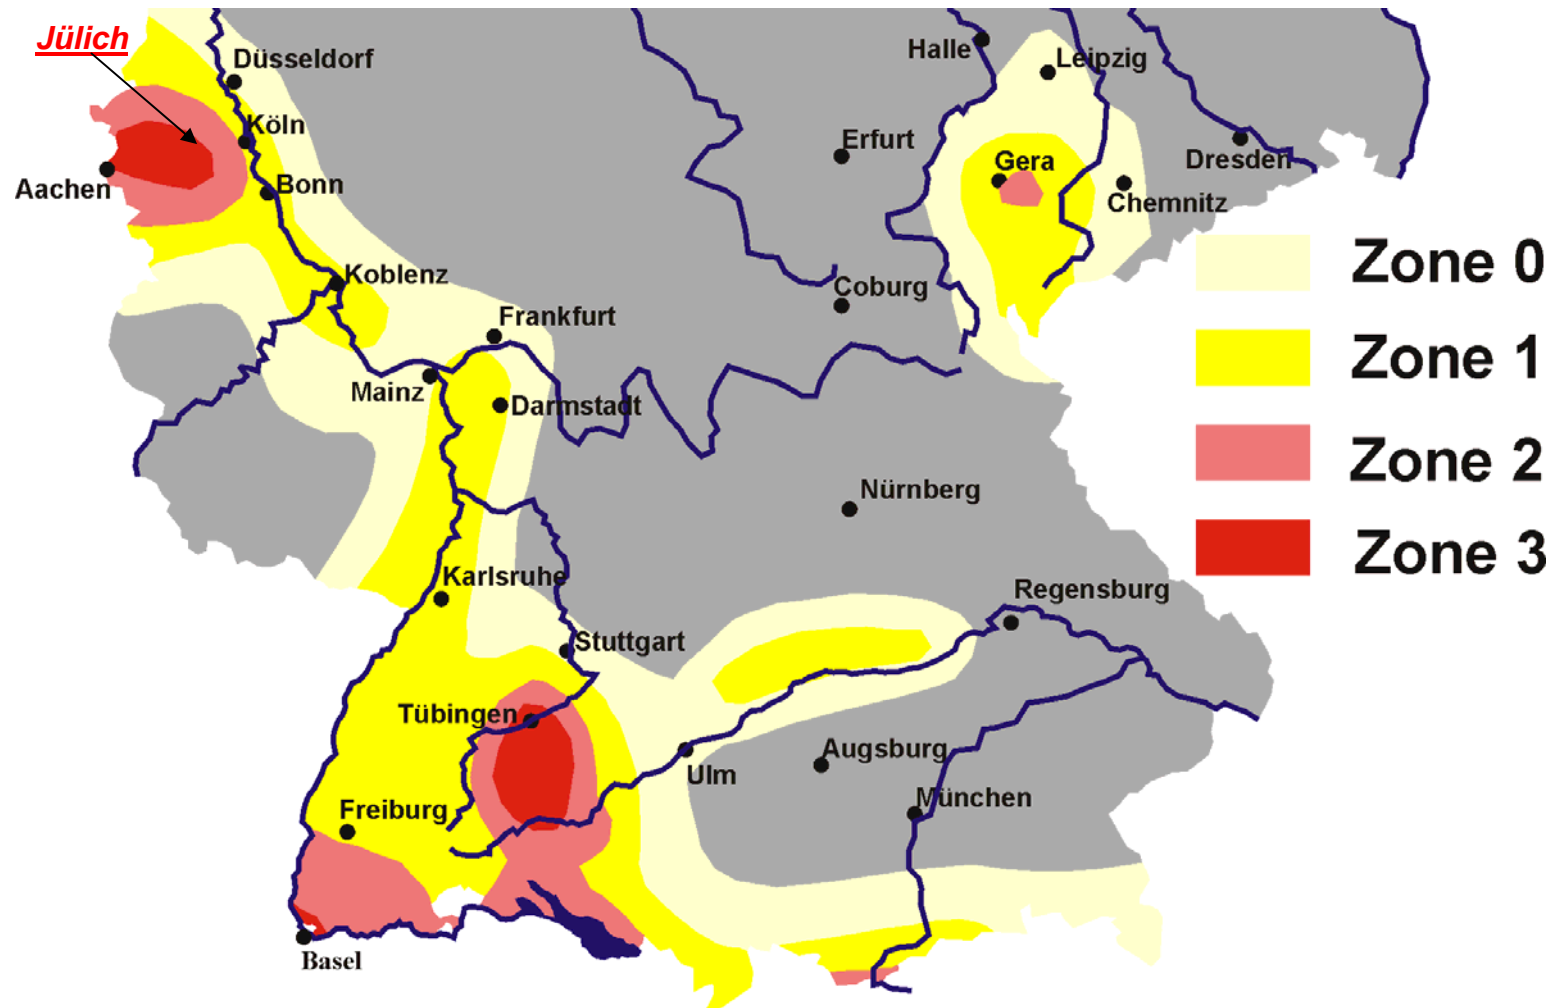 Jülich
Düsseldorf
Halle
Leipzig
Köln
Erfurt
Dresden
Gera
Aachen
Bonn
Chemnitz
Zone 0
Koblenz
Coburg
Frankfurt
Zone 1
Mainz
Darmstadt
Zone 2
Nürnberg
Zone 3
Karlsruhe
Regensburg
Stuttgart
Tübingen
Augsburg
Ulm
München
Freiburg
Basel